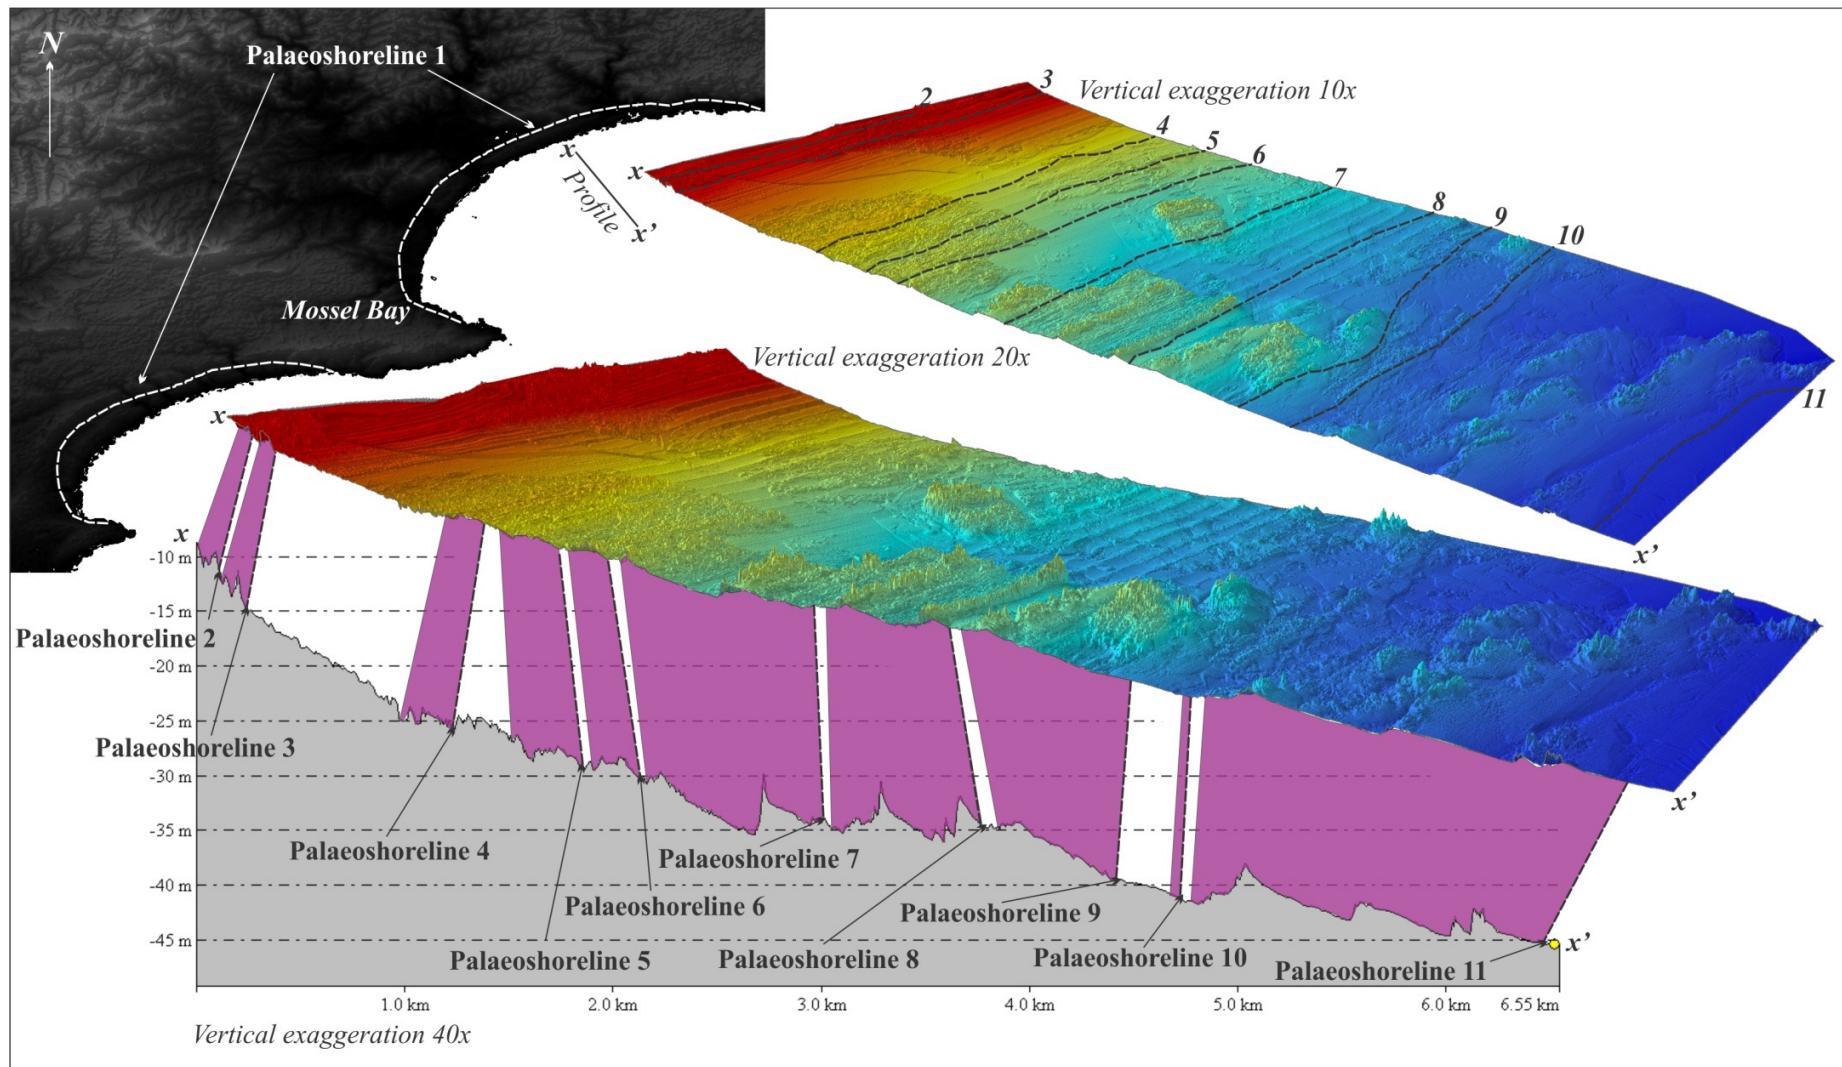 N
Palaeoshoreline 1
x
Profile
x’
Mossel Bay
Vertical exaggeration 10x
x
2
3
4
5
6
7
8
9
10
11
x’
Vertical exaggeration 20x
x
x’
x
-10 m
-15 m
-20 m
-25 m
-30 m
-35 m
-40 m
-45 m
Palaeoshoreline 2
Palaeoshoreline 3
Palaeoshoreline 4
Palaeoshoreline 5
Palaeoshoreline 6
Palaeoshoreline 7
Palaeoshoreline 8
Palaeoshoreline 9
Palaeoshoreline 10
Palaeoshoreline 11
x’
1.0 km
2.0 km
3.0 km
4.0 km
5.0 km
6.0 km
6.55 km
Vertical exaggeration 40x